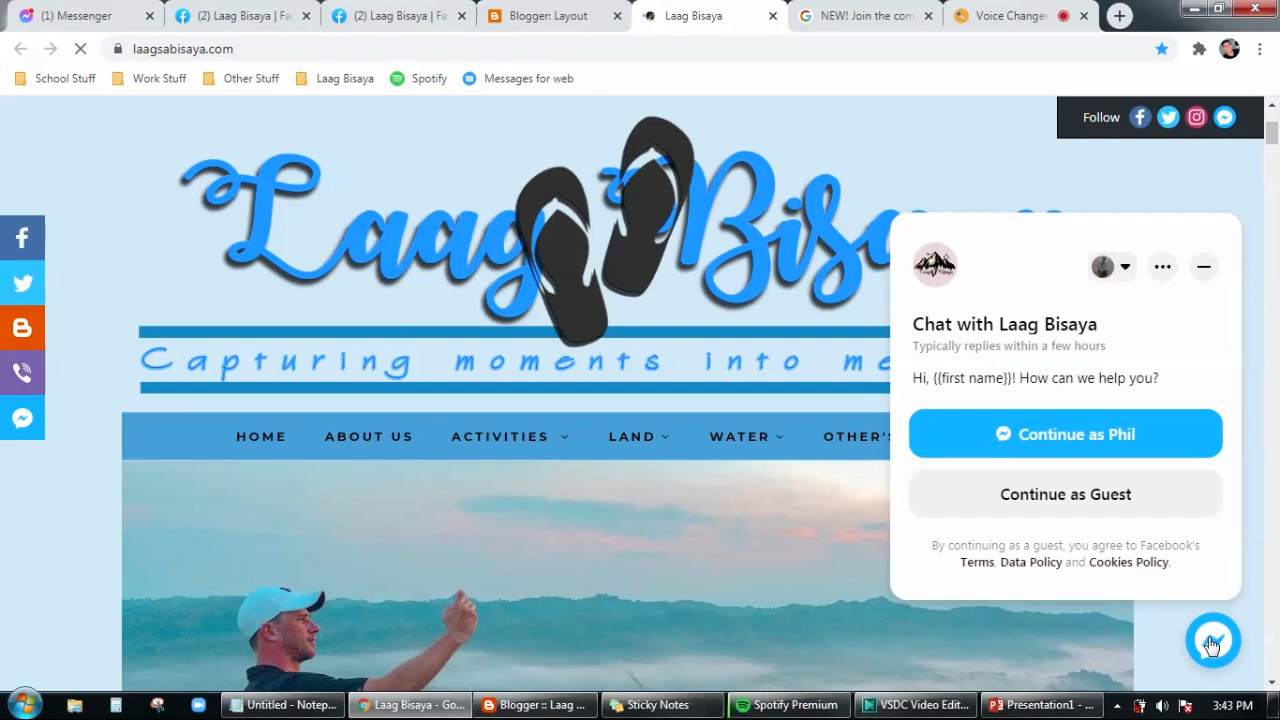 (1) Messenger
(2) Laag Bisaya | Fa
(2) Laag Bisaya | Fac
Blogger: Layout
Laag Bisaya
NEW! Join the com
Voice Changer
laagsabisaya.com
School Stuff
Work Stuff
Other Stuff
Laag Bisaya
Spotify
Messages for web
Follow
Laag Bisa
Capturing moments into me
HOME
ABOUT US
ACTIVITIES
LAND
WATER
OTHER'S
Chat with Laag Bisaya
Typically replies within a few hours
Hi, {{first name}}! How can we help you?
Continue as Phil
Continue as Guest
By continuing as a guest, you agree to Facebook's
Terms, Data Policy and Cookies Policy.
Untitled - Notep...
Laag Bisaya - Go...
Blogger :: Laag ...
Sticky Notes
Spotify Premium
VSDC Video Edit...
Presentation1 - ...
3:43 PM